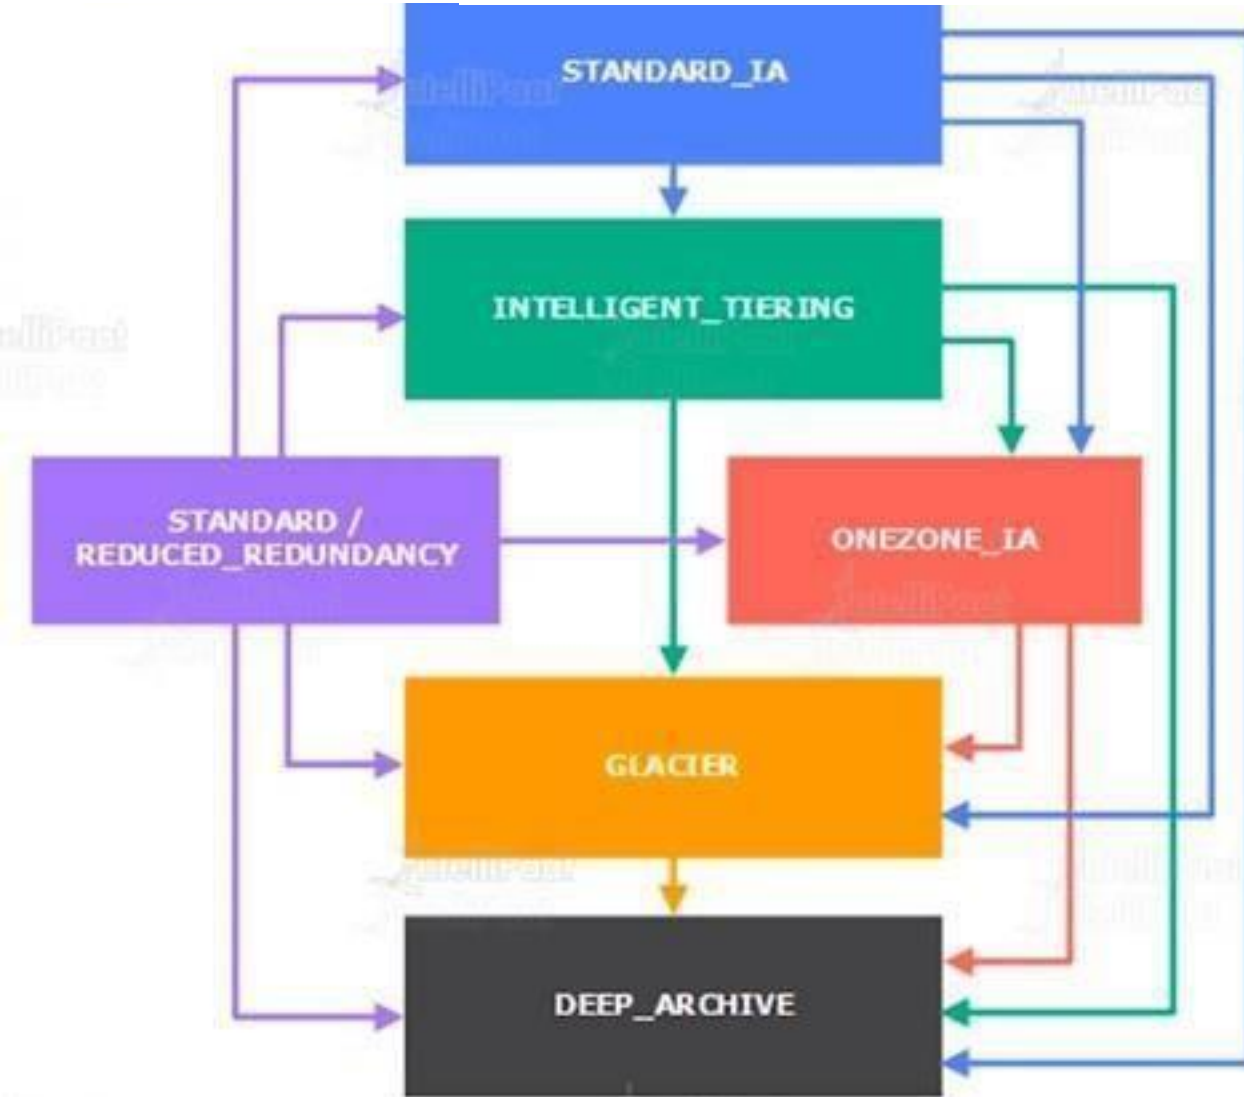 STANDARD_IA
INTELLIGENT_TIERING
STANDARD /
REDUCED_REDUNDANCY
ONEZONE_IA
GLACIER
DEEP_ARCHIVE